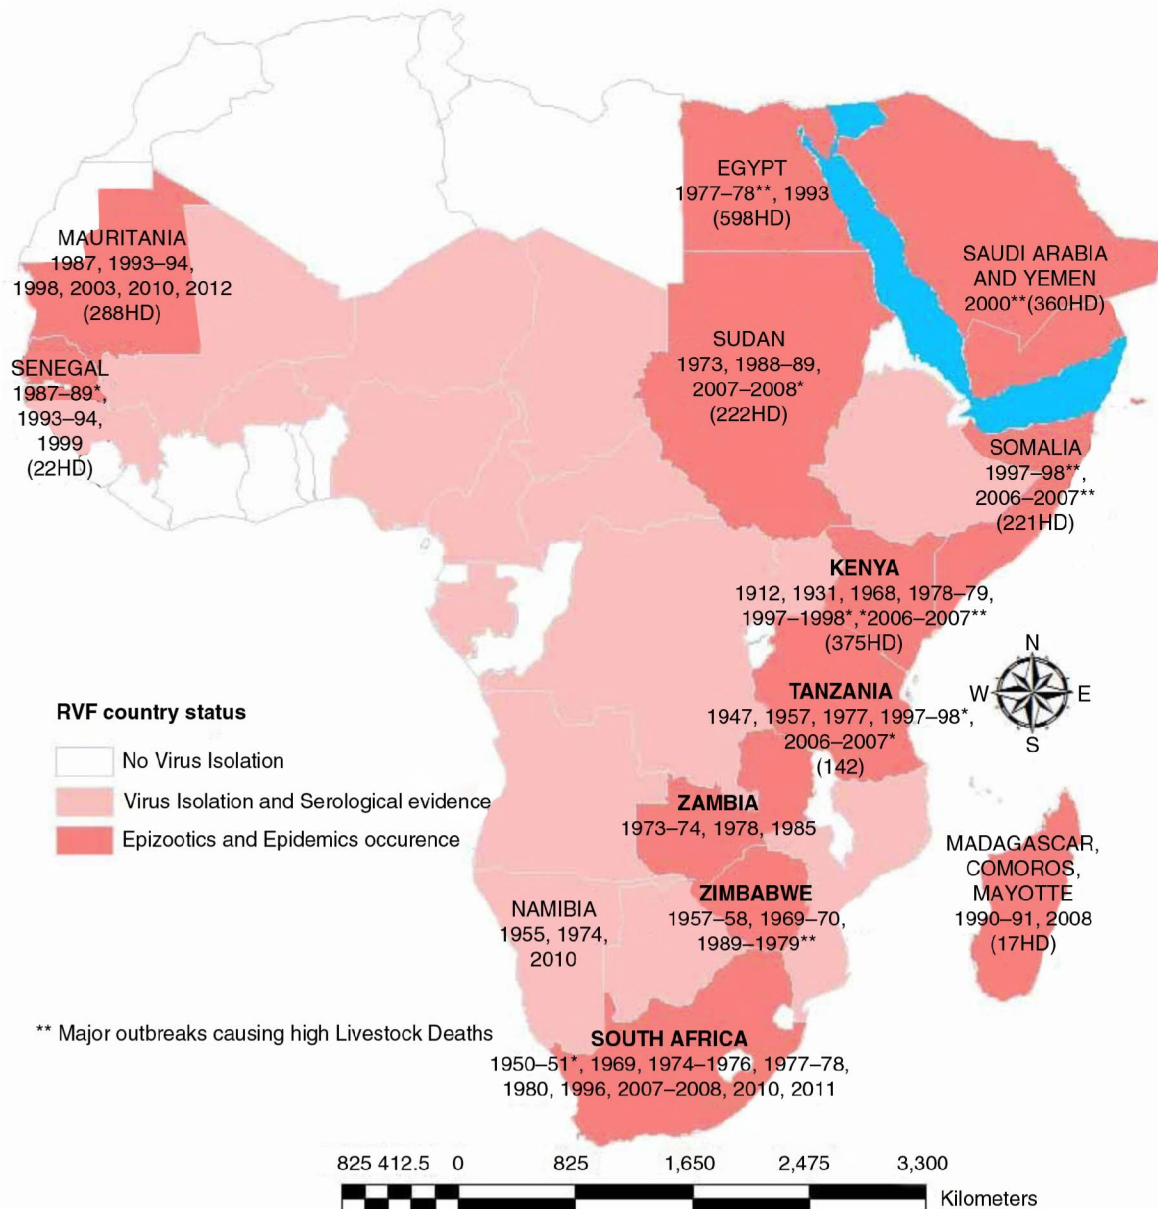 EGYPT
1977–78**, 1993
(598HD)
MAURITANIA
1987, 1993–94,
1998, 2003, 2010, 2012
(288HD)
SAUDI ARABIA
AND YEMEN
2000**(360HD)
SUDAN
1973, 1988–89,
2007–2008*
(222HD)
SENEGAL
1987–89*,
1993–94,
1999
(22HD)
SOMALIA
1997–98**,
2006–2007**
(221HD)
KENYA
1912, 1931, 1968, 1978–79,
1997–1998*,*2006–2007**
(375HD)
N
W E
S
TANZANIA
1947, 1957, 1977, 1997–98*,
2006–2007*
(142)
RVF country status
No Virus Isolation
Virus Isolation and Serological evidence
Epizootics and Epidemics occurence
ZAMBIA
1973–74, 1978, 1985
MADAGASCAR,
COMOROS,
MAYOTTE
1990–91, 2008
(17HD)
ZIMBABWE
1957–58, 1969–70,
1989–1979**
NAMIBIA
1955, 1974,
2010
** Major outbreaks causing high Livestock Deaths
SOUTH AFRICA
1950–51*, 1969, 1974–1976, 1977–78,
1980, 1996, 2007–2008, 2010, 2011
825 412.5 0 825 1,650 2,475 3,300
Kilometers